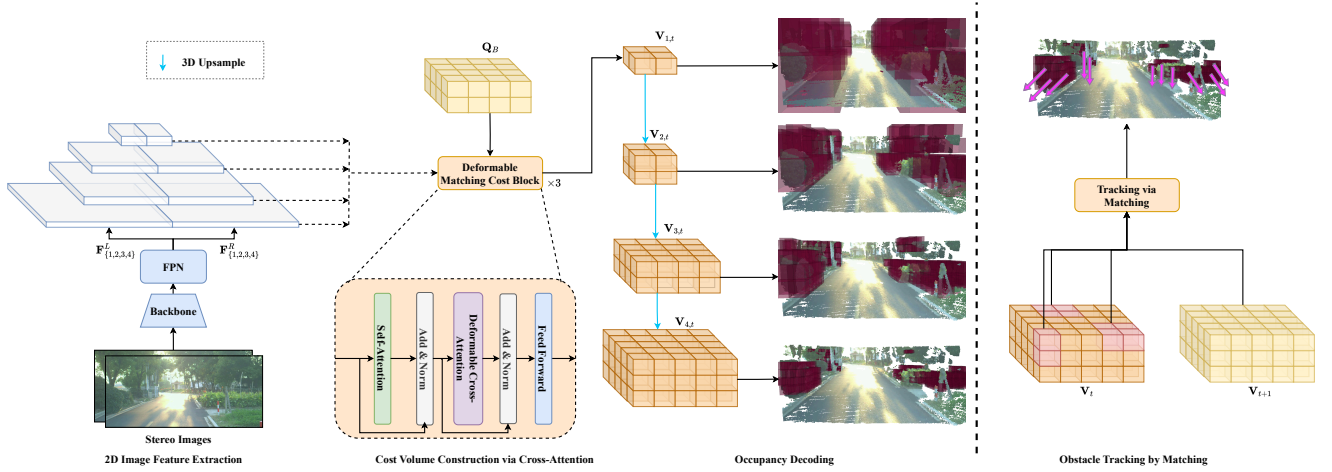 3D Upsample
F^L_{1,2,3,4}
F^R_{1,2,3,4}
FPN
Backbone
Stereo Images
2D Image Feature Extraction
Q_B
Deformable
Matching Cost Block
×3
Self-Attention
Add & Norm
Deformable Cross-
Attention
Add & Norm
Feed Forward
Cost Volume Construction via Cross-Attention
V_{1,t}
V_{2,t}
V_{3,t}
V_{4,t}
Occupancy Decoding
Tracking via
Matching
V_t
V_{t+1}
Obstacle Tracking by Matching